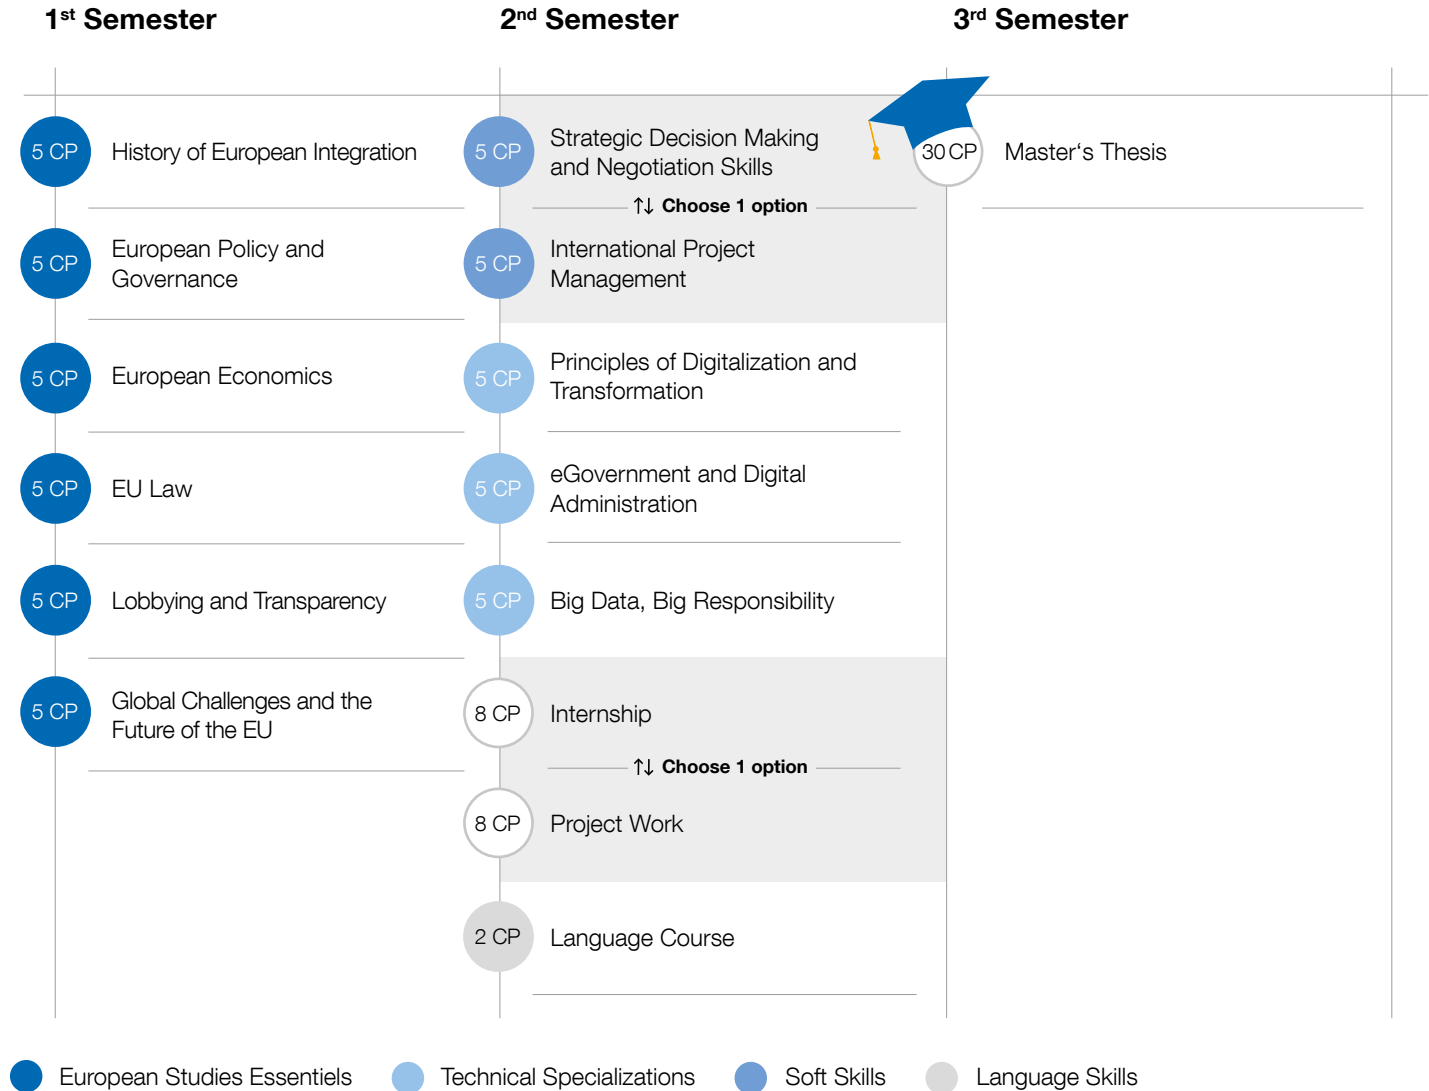 1st Semester
2nd Semester
3rd Semester
5 CP
History of European Integration
5 CP
European Policy and
Governance
5 CP
European Economics
5 CP
EU Law
5 CP
Lobbying and Transparency
5 CP
Global Challenges and the
Future of the EU
5 CP
Strategic Decision Making
and Negotiation Skills
↑↓ Choose 1 option
5 CP
International Project
Management
5 CP
Principles of Digitalization and
Transformation
5 CP
eGovernment and Digital
Administration
5 CP
Big Data, Big Responsibility
8 CP
Internship
↑↓ Choose 1 option
8 CP
Project Work
2 CP
Language Course
30 CP
Master‘s Thesis
European Studies Essentiels
Technical Specializations
Soft Skills
Language Skills